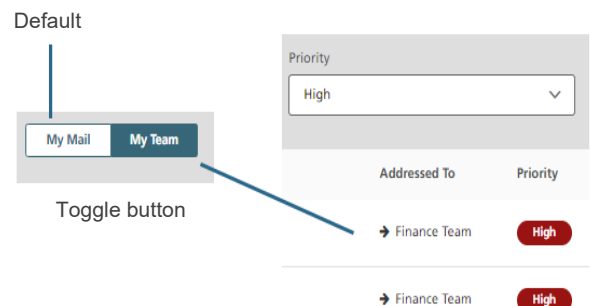 Default
My Mail My Team
Toggle button
Priority
High
Addressed To Priority
Finance Team High
Finance Team High